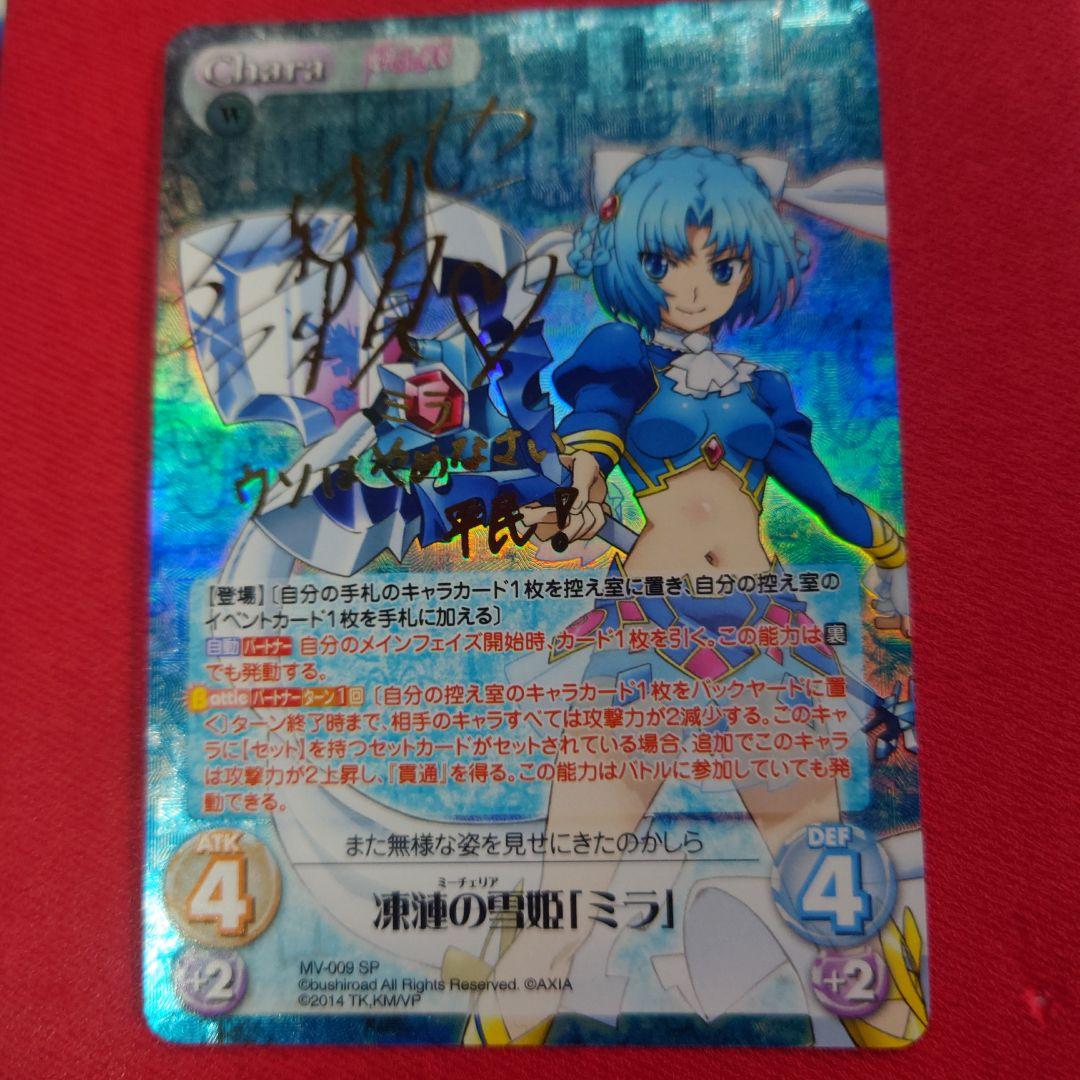 Chara
W
ミラ
ウソはやめなさい
平民！
【登場】〔自分の手札のキャラカード1枚を控え室に置き、自分の控え室の
イベントカード1枚を手札に加える〕
自動 パートナー 自分のメインフェイズ開始時、カード1枚を引く。この能力は裏
でも発動する。
Battle パートナー ターン1回 〔自分の控え室のキャラカード1枚をバックヤードに置
く〕ターン終了時まで、相手のキャラすべては攻撃力が2減少する。このキャ
ラに【セット】を持つセットカードがセットされている場合、追加でこのキャラ
は攻撃力が2上昇し、『貫通』を得る。この能力はバトルに参加していても発
動できる。
ATK
4
DEF
4
また無様な姿を見せにきたのかしら
ミーチェリア
凍漣の雪姫「ミラ」
+2
+2
MV-009 SP
©bushiroad All Rights Reserved. ©AXIA
©2014 TK,KM/VP